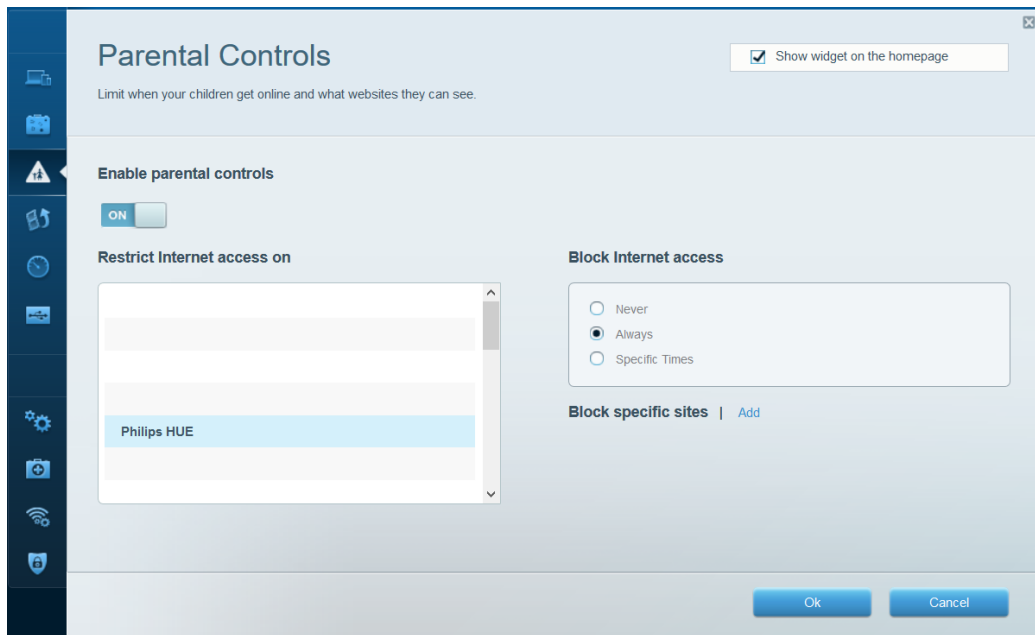 Parental Controls
Show widget on the homepage
Limit when your children get online and what websites they can see.
Enable parental controls
ON
Restrict Internet access on
Block Internet access
Never
Always
Specific Times
Philips HUE
Block specific sites | Add
Ok
Cancel